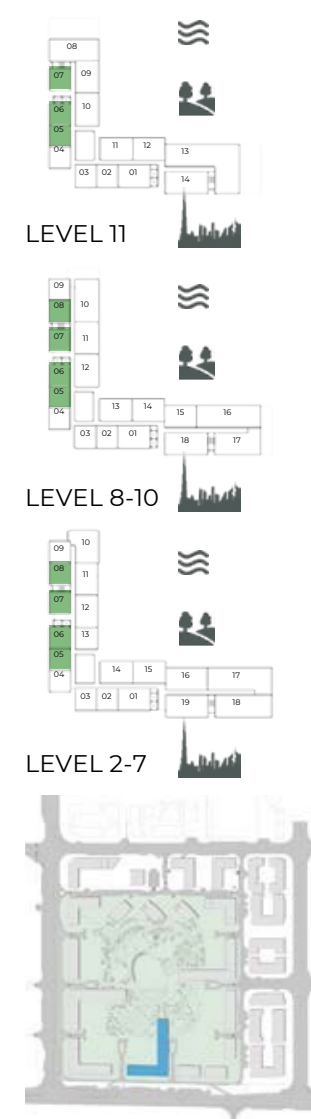 08
07 09
06 10
05
04 11 12 13
03 02 01 14
LEVEL 11
09
08 10
07 11
06 12
05
04 13 14 15 16
03 02 01 18 17
LEVEL 8-10
09 10
08 11
07 12
06 13
05
04 14 15 16 17
03 02 01 19 18
LEVEL 2-7